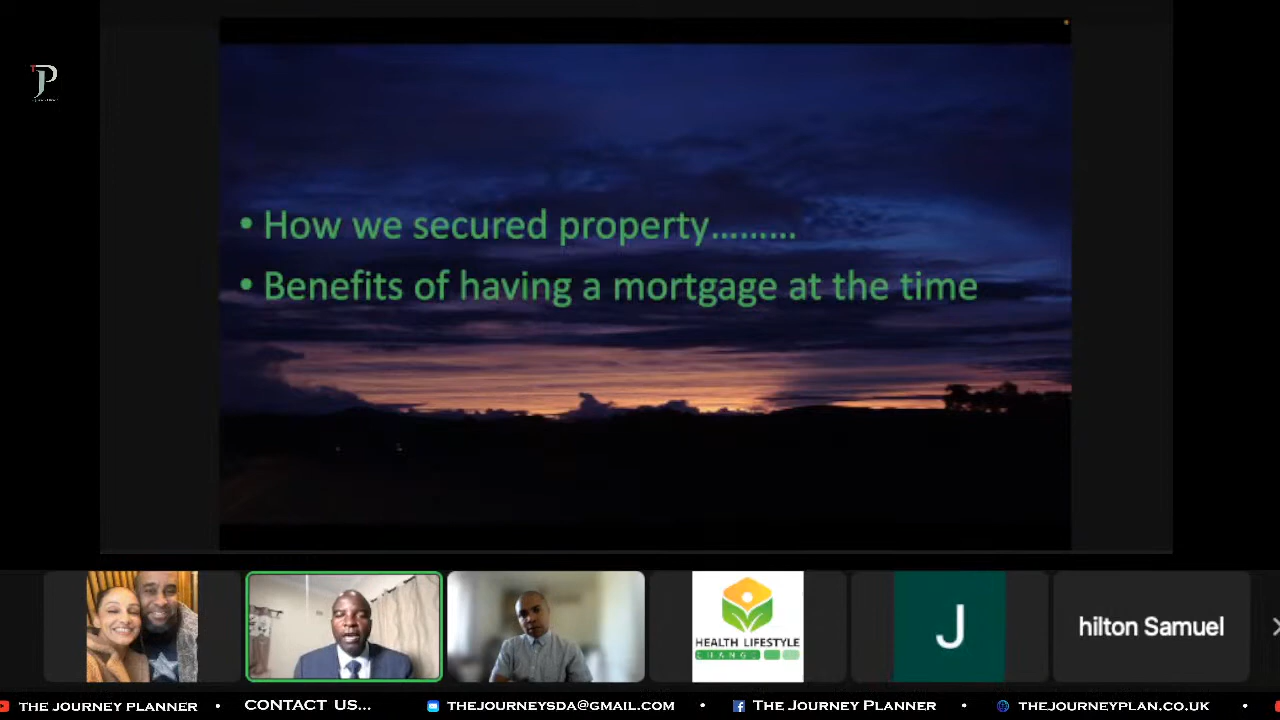 • How we secured property.........
• Benefits of having a mortgage at the time
HEALTH LIFESTYLE
CHANGE
J
hilton Samuel
THE JOURNEY PLANNER • CONTACT US... THEJOURNEYSDA@GMAIL.COM • THE JOURNEY PLANNER • THEJOURNEYPLAN.CO.UK •